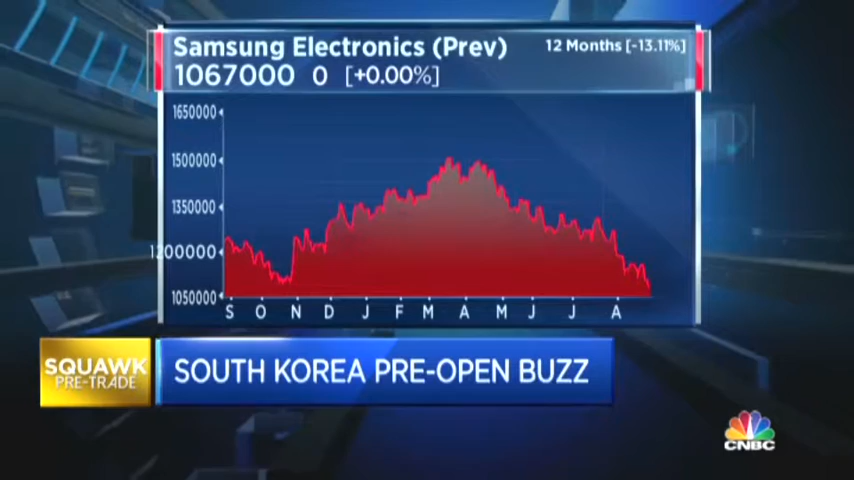 Samsung Electronics (Prev)
12 Months [-13.11%]
1067000 0 [+0.00%]
1650000
1500000
1350000
1200000
1050000
S O N D J F M A M J J A
SQUAWK
PRE-TRADE
SOUTH KOREA PRE-OPEN BUZZ
CNBC